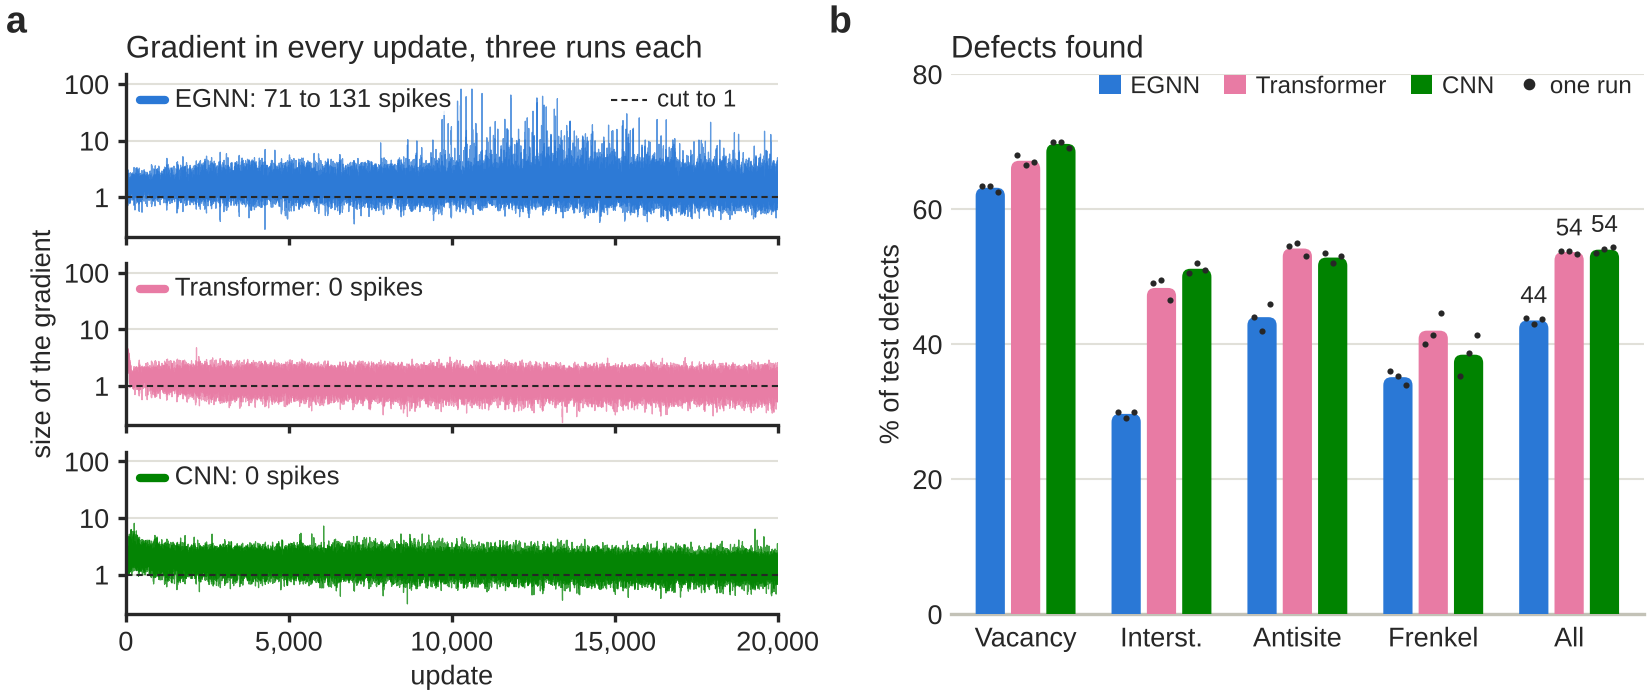 a
Gradient in every update, three runs each
size of the gradient
100
10
1
EGNN: 71 to 131 spikes
cut to 1
100
10
1
Transformer: 0 spikes
100
10
1
CNN: 0 spikes
0 5,000 10,000 15,000 20,000
update
b
Defects found
EGNN Transformer CNN one run
% of test defects
80
60
40
20
0
44 54 54
Vacancy Interst. Antisite Frenkel All